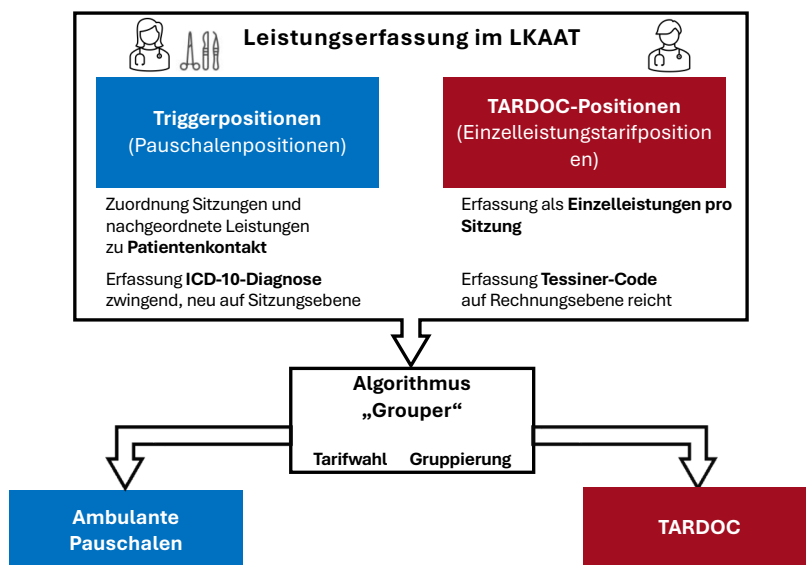 Leistungserfassung im LKAAT
Triggerpositionen
(Pauschalenpositionen)
TARDOC-Positionen
(Einzelleistungstarifposition
en)
Zuordnung Sitzungen und
nachgeordnete Leistungen
zu Patientenkontakt
Erfassung ICD-10-Diagnose
zwingend, neu auf Sitzungsebene
Erfassung als Einzelleistungen pro
Sitzung
Erfassung Tessiner-Code
auf Rechnungsebene reicht
Algorithmus
„Grouper“
Tarifwahl Gruppierung
Ambulante
Pauschalen
TARDOC